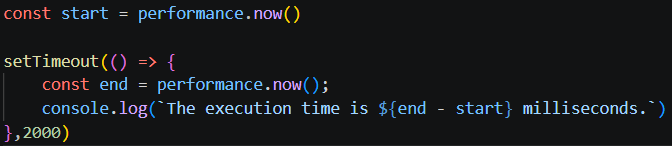 const start = performance.now()
setTimeout(() => {
    const end = performance.now();
    console.log(`The execution time is ${end - start} milliseconds.`)
},2000)